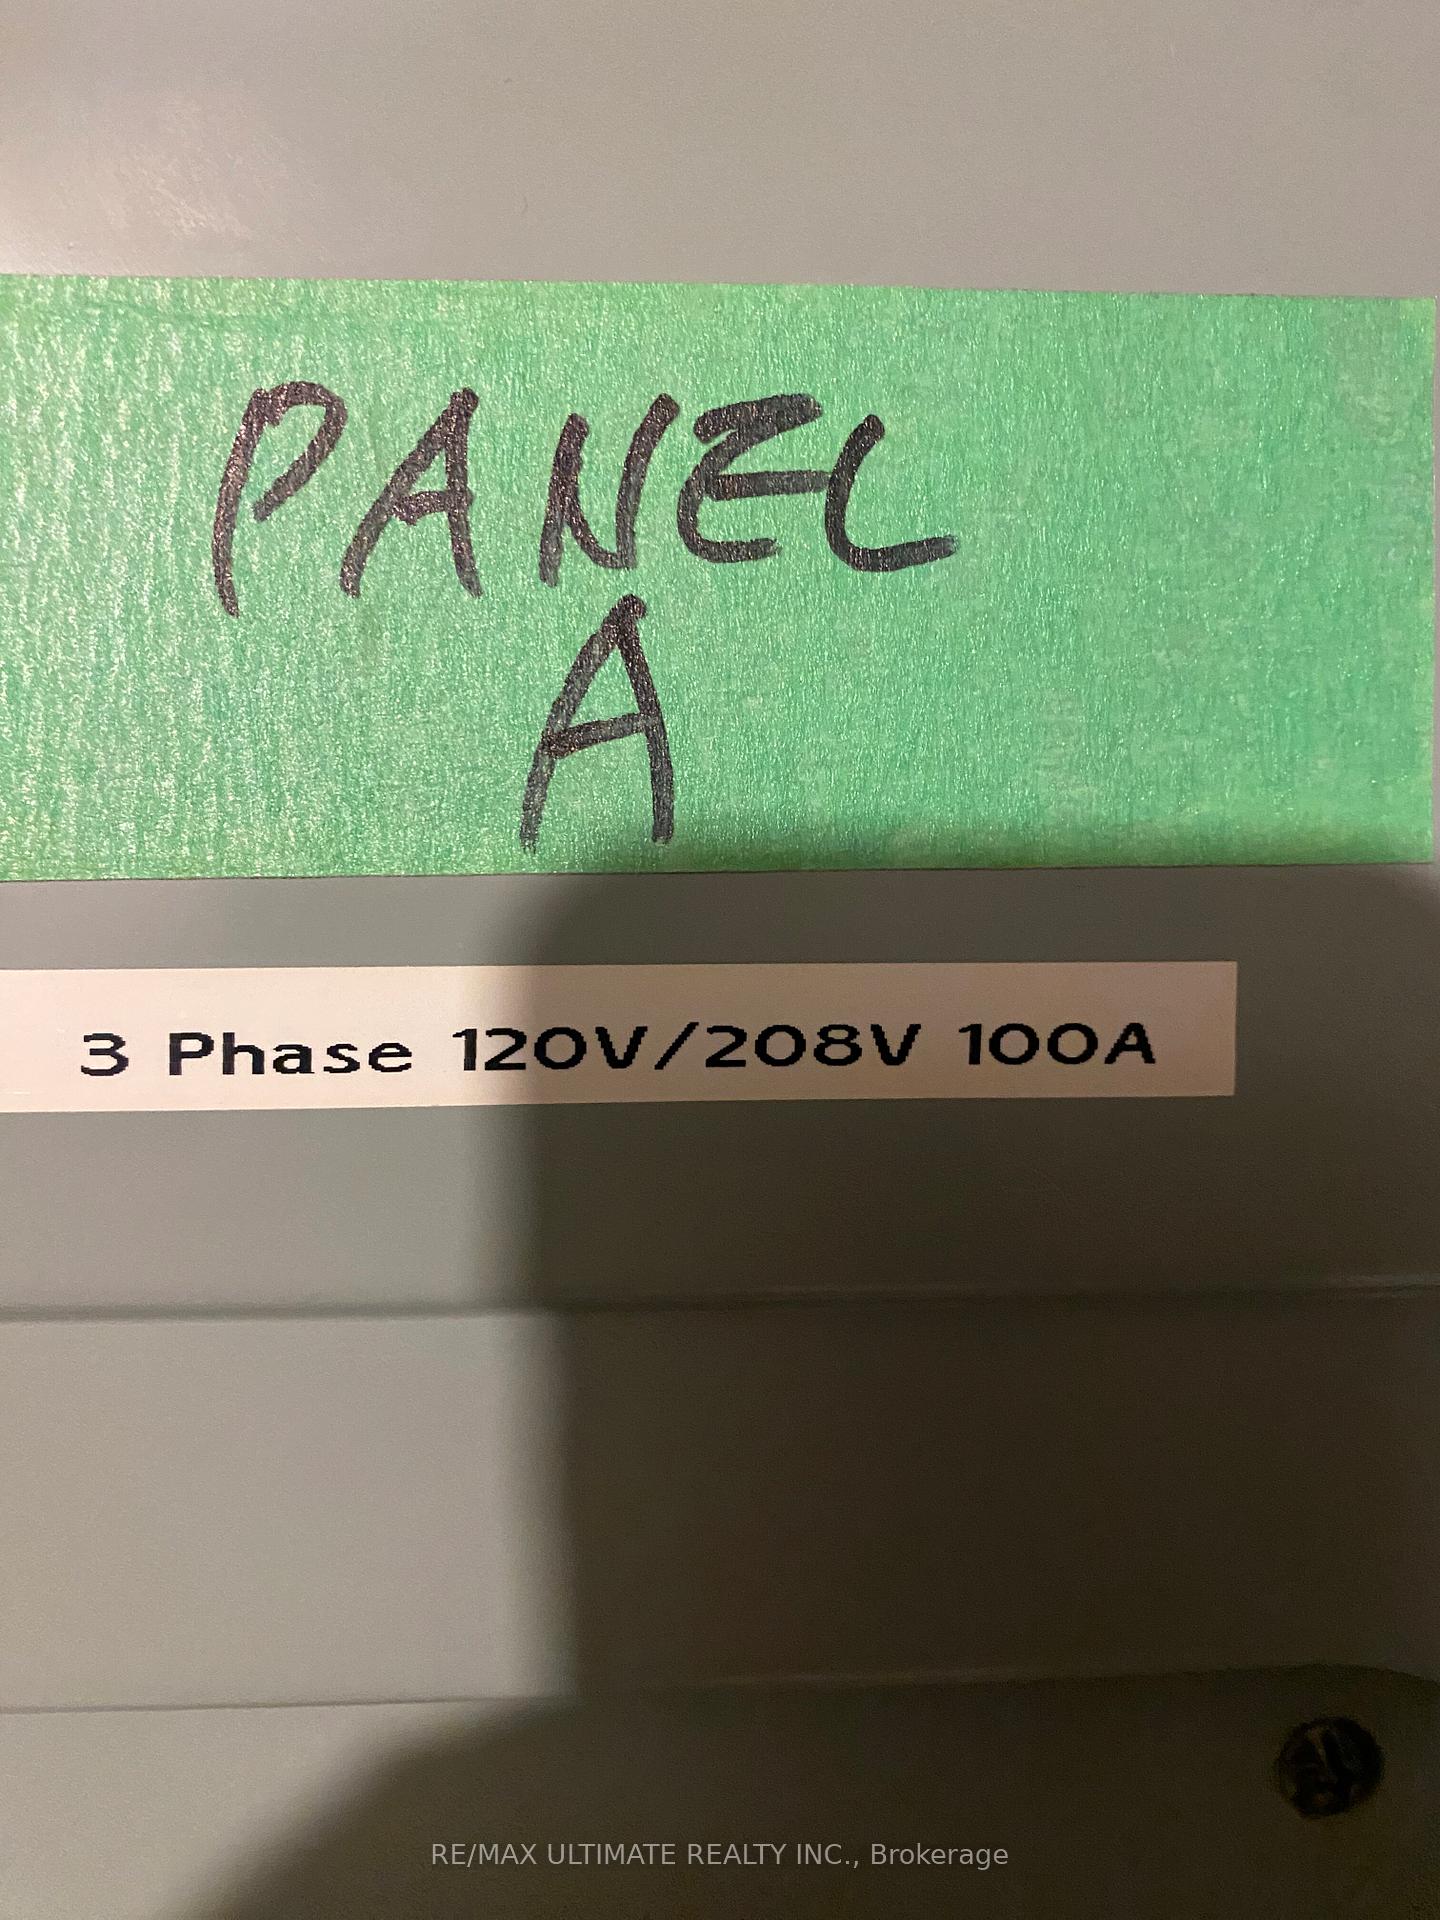 PANEL
A
3 Phase 120V/208V 100A
RE/MAX ULTIMATE REALTY INC., Brokerage